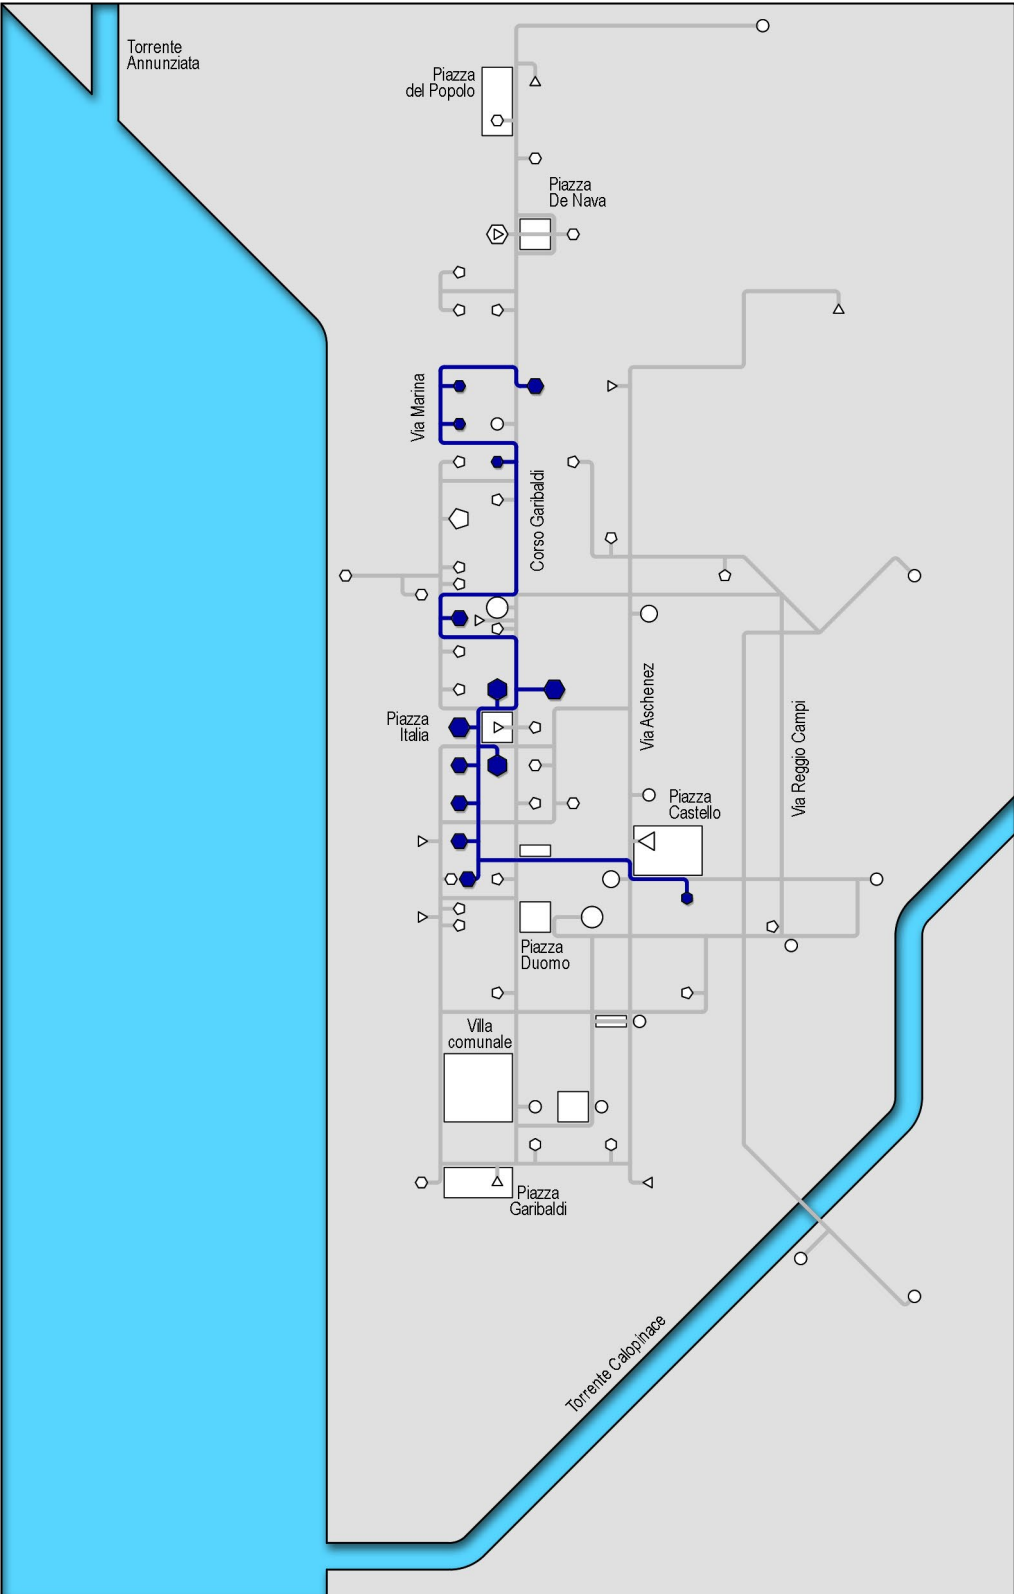 Torrente
Annunziata
Piazza
del Popolo
Piazza
De Nava
Via Marina
Corso Garibaldi
Via Aschenez
Piazza
Italia
Via Reggio Campi
Piazza
Castello
Piazza
Duomo
Villa
comunale
Piazza
Garibaldi
Torrente Calopinace